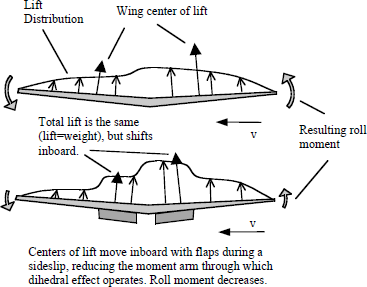 Lift
Distribution
Wing center of lift
v
Resulting roll
moment
Total lift is the same
(lift=weight), but shifts
inboard.
v
Centers of lift move inboard with flaps during a
sideslip, reducing the moment arm through which
dihedral effect operates. Roll moment decreases.